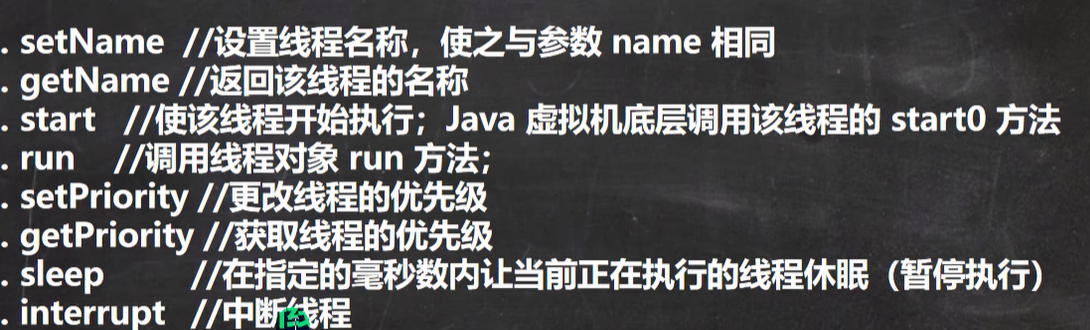 . setName //设置线程名称，使之与参数 name 相同
. getName //返回该线程的名称
. start //使该线程开始执行；Java 虚拟机底层调用该线程的 start0 方法
. run //调用线程对象 run 方法；
. setPriority //更改线程的优先级
. getPriority //获取线程的优先级
. sleep //在指定的毫秒数内让当前正在执行的线程休眠（暂停执行）
. interrupt //中断线程